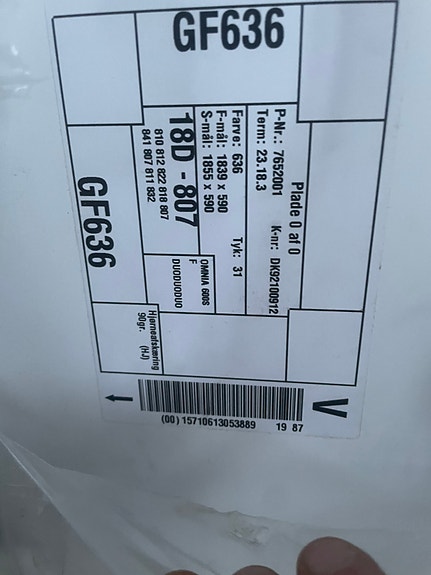 GF636
Plade 0 af 0
P-Nr.: 7652001 K-nr: DK92100912
Term: 23.18.3
Farve: 636 Tyk: 31
F-mål: 1839 x 590
S-mål: 1855 x 590
18D - 807
810 812 822 818 807
841 807 811 832
OMNIA 600S
F
DUODUODUO
GF636
Hjørneafskæring
90gr. (HJ)
V
(00) 15710613053889 19 87